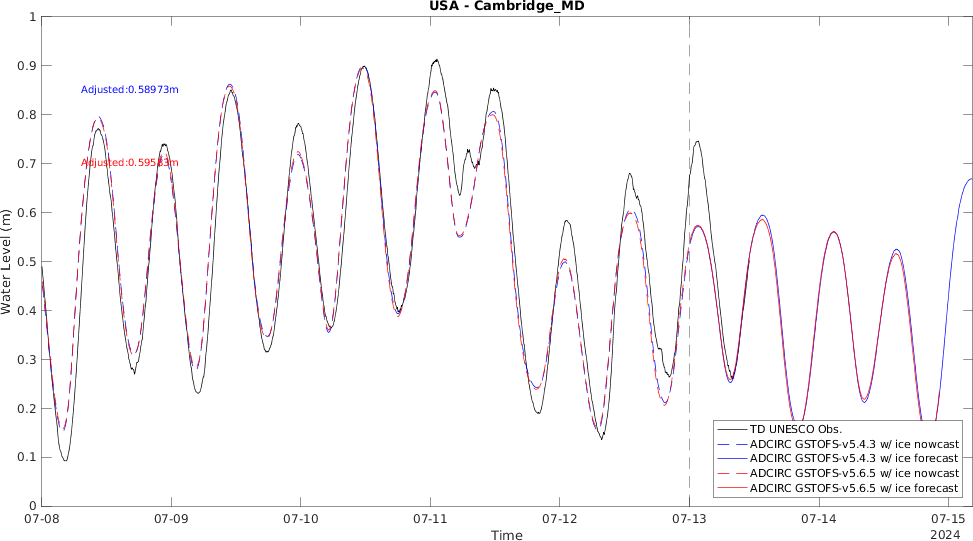 USA - Cambridge_MD
Water Level (m)
1
0.9
0.8
0.7
0.6
0.5
0.4
0.3
0.2
0.1
0
Adjusted:0.58973m
Adjusted:0.59583m
TD UNESCO Obs.
ADCIRC GSTOFS-v5.4.3 w/ ice nowcast
ADCIRC GSTOFS-v5.4.3 w/ ice forecast
ADCIRC GSTOFS-v5.6.5 w/ ice nowcast
ADCIRC GSTOFS-v5.6.5 w/ ice forecast
07-08 07-09 07-10 07-11 07-12 07-13 07-14 07-15
Time
2024